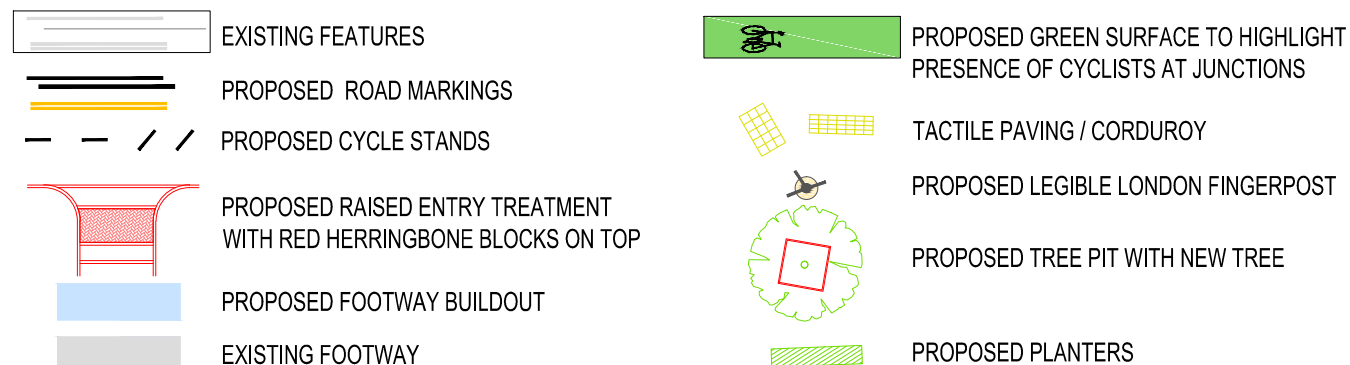 EXISTING FEATURES
PROPOSED ROAD MARKINGS
PROPOSED CYCLE STANDS
PROPOSED RAISED ENTRY TREATMENT
WITH RED HERRINGBONE BLOCKS ON TOP
PROPOSED FOOTWAY BUILDOUT
EXISTING FOOTWAY
PROPOSED GREEN SURFACE TO HIGHLIGHT
PRESENCE OF CYCLISTS AT JUNCTIONS
TACTILE PAVING / CORDUROY
PROPOSED LEGIBLE LONDON FINGERPOST
PROPOSED TREE PIT WITH NEW TREE
PROPOSED PLANTERS